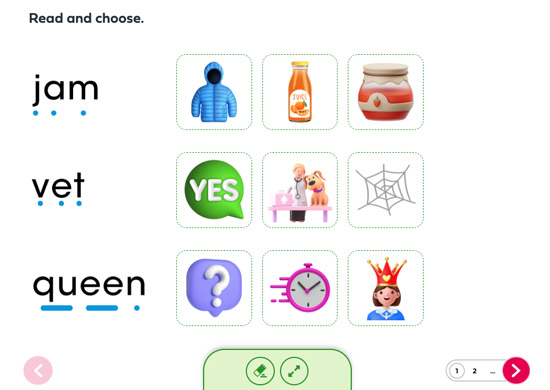 Read and choose.
jam
JUICE
vet
YES
?
queen
1 2 ...